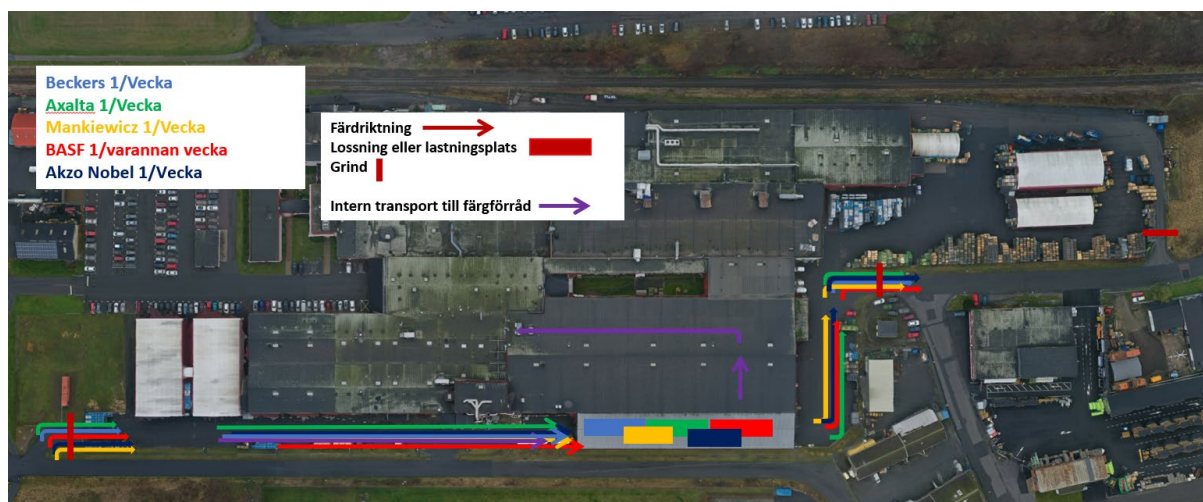 Beckers 1/Vecka
Axalta 1/Vecka
Mankiewicz 1/Vecka
BASF 1/varannan vecka
Akzo Nobel 1/Vecka
Färdriktning
Lossning eller lastningsplats
Grind
Intern transport till färgförråd